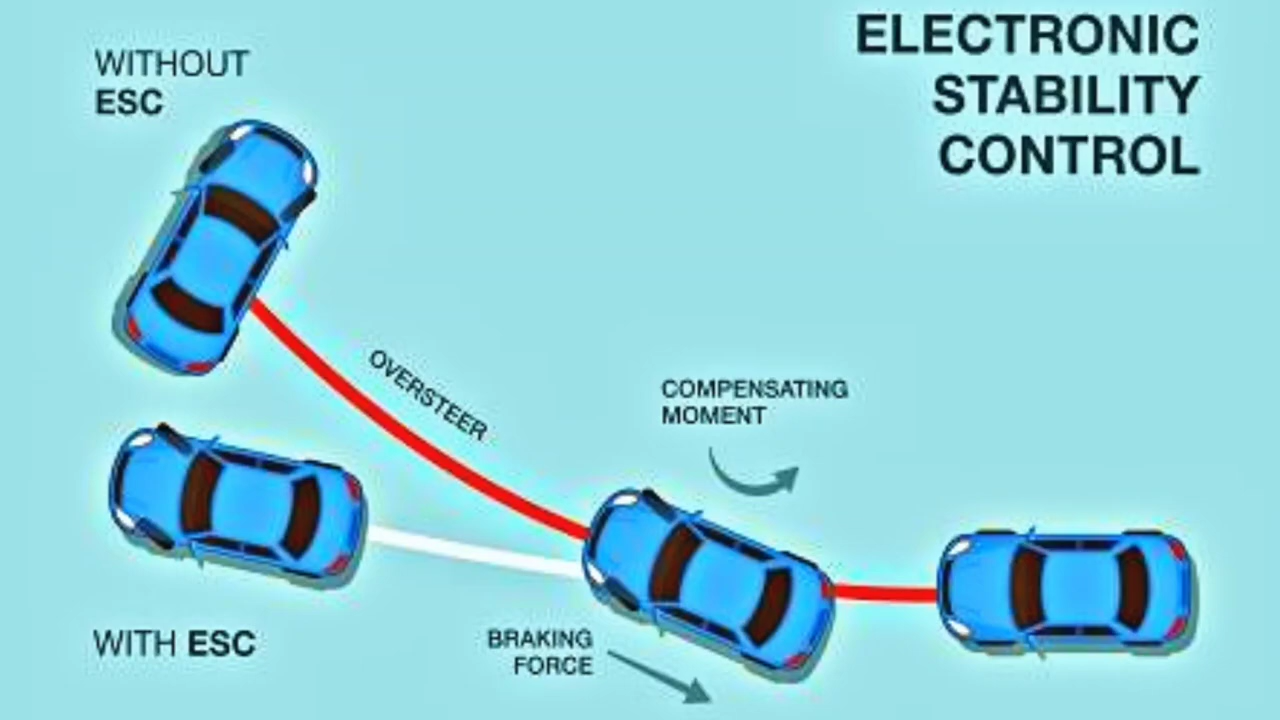 WITHOUT
ESC
ELECTRONIC
STABILITY
CONTROL
OVERSTEER
COMPENSATING
MOMENT
WITH ESC
BRAKING
FORCE